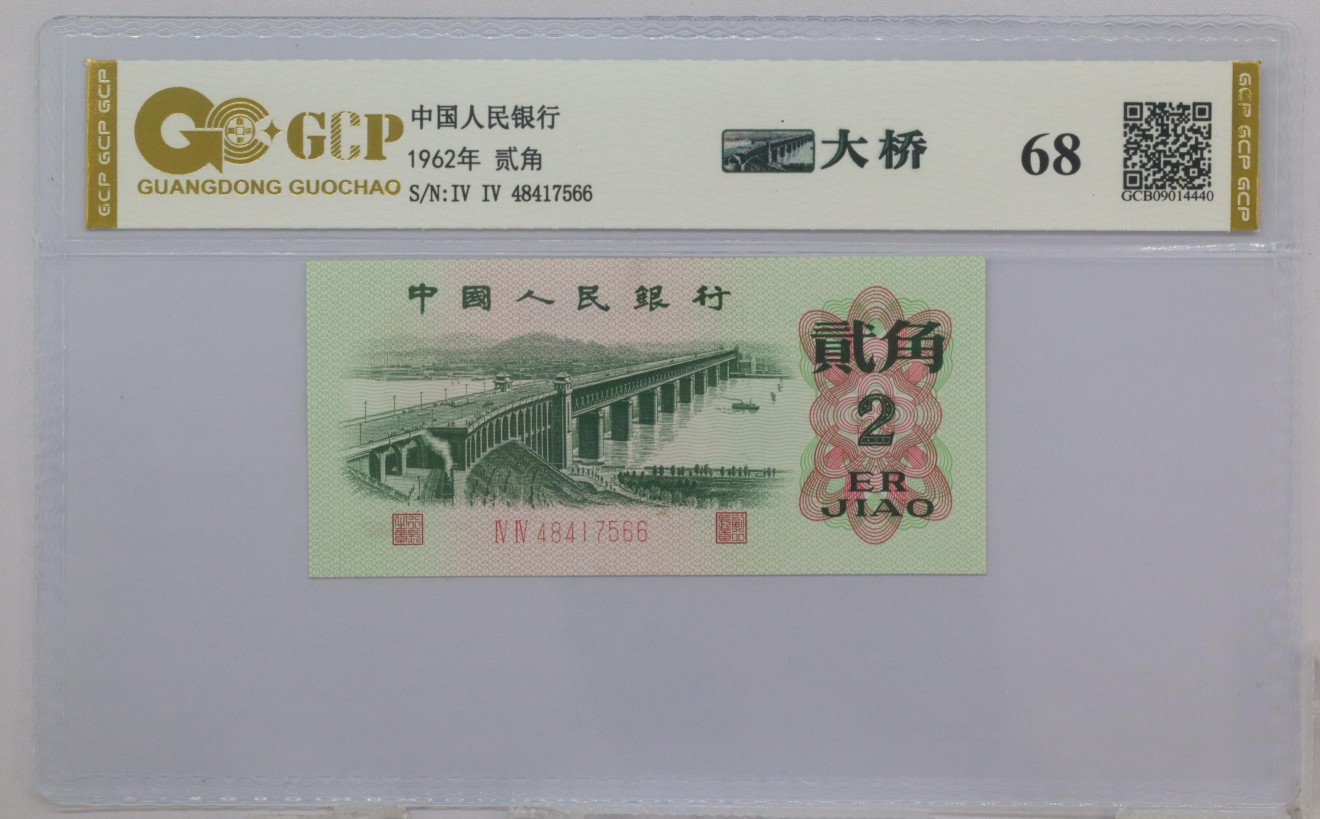 GCP GCP GCP
GCP
GUANGDONG GUOCHAO
中国人民银行
1962年 贰角
S/N:IV IV 48417566
大桥
68
GCB09014440
GCP GCP GCP
中國人民銀行
貳角
2
ER
JIAO
IV IV 48417566